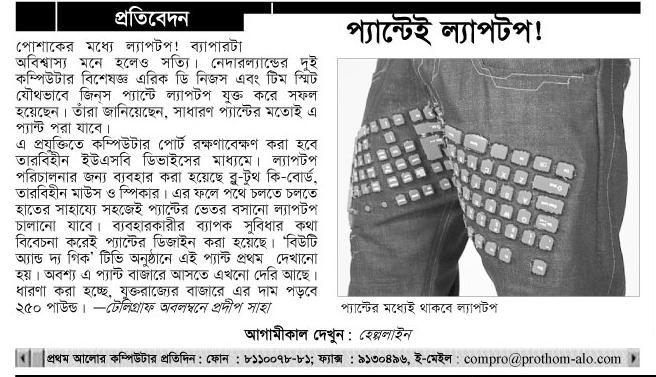 প্রতিবেদন
প্যান্টেই ল্যাপটপ!
পোশাকের মধ্যে ল্যাপটপ! ব্যাপারটা
অবিশ্বাস্য মনে হলেও সত্যি। নেদারল্যান্ডের দুই
কম্পিউটার বিশেষজ্ঞ এরিক ডি নিজস এবং টিম স্মিট
যৌথভাবে জিন্‌স প্যান্টে ল্যাপটপ যুক্ত করে সফল
হয়েছেন। তাঁরা জানিয়েছেন, সাধারণ প্যান্টের মতোই এ
প্যান্ট পরা যাবে।
এ প্রযুক্তিতে কম্পিউটার পোর্ট রক্ষণাবেক্ষণ করা হবে
তারবিহীন ইউএসবি ডিভাইসের মাধ্যমে। ল্যাপটপ
পরিচালনার জন্য ব্যবহার করা হয়েছে ব্লু-টুথ কি-বোর্ড,
তারবিহীন মাউস ও স্পিকার। এর ফলে পথে চলতে চলতে
হাতের সাহায্যে সহজেই প্যান্টের ভেতর বসানো ল্যাপটপ
চালানো যাবে। ব্যবহারকারীর ব্যাপক সুবিধার কথা
বিবেচনা করেই প্যান্টের ডিজাইন করা হয়েছে। ‘বিউটি
অ্যান্ড দ্য গিক’ টিভি অনুষ্ঠানে এই প্যান্ট প্রথম দেখানো
হয়। অবশ্য এ প্যান্ট বাজারে আসতে এখনো দেরি আছে।
ধারণা করা হচ্ছে, যুক্তরাজ্যের বাজারে এর দাম পড়বে
২৫০ পাউন্ড। —টেলিগ্রাফ অবলম্বনে প্রদীপ সাহা
প্যান্টের মধ্যেই থাকবে ল্যাপটপ
আগামীকাল দেখুন : হেল্পলাইন
প্রথম আলোর কম্পিউটার প্রতিদিন : ফোন : ৮১১০০৭৮-৮১; ফ্যাক্স : ৯১৩০৪৯৬, ই-মেইল : compro@prothom-alo.com